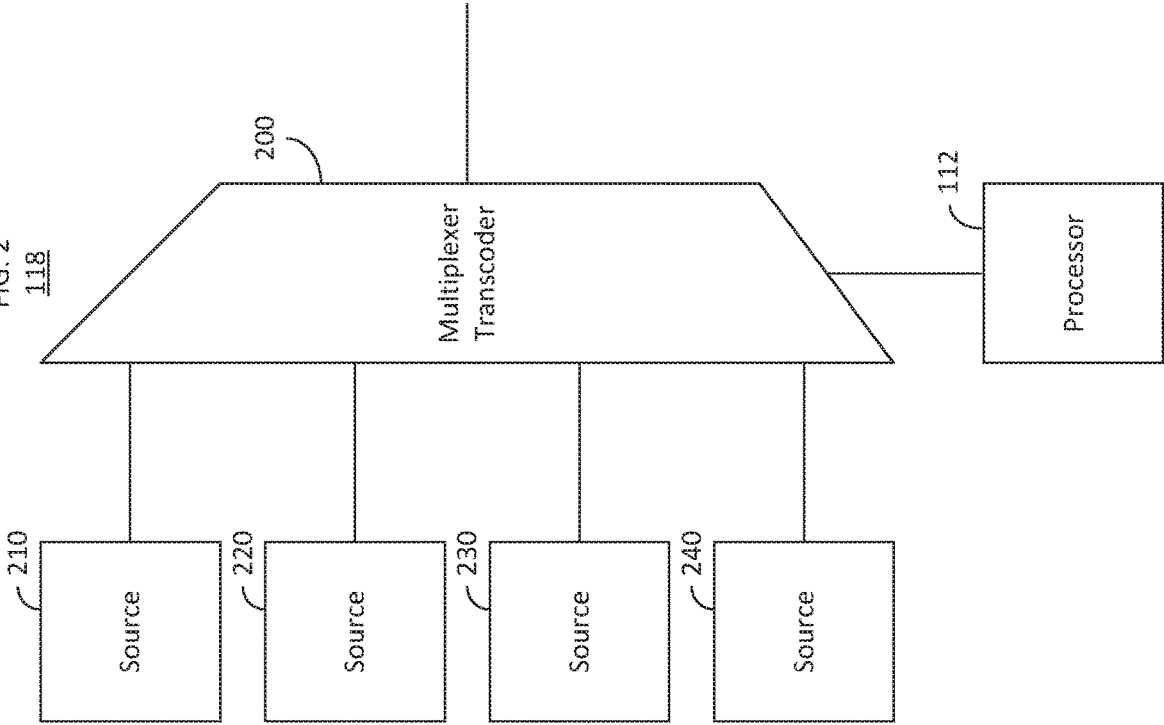 FIG. 2
118
200
Multiplexer
Transcoder
112
Processor
210
Source
220
Source
230
Source
240
Source